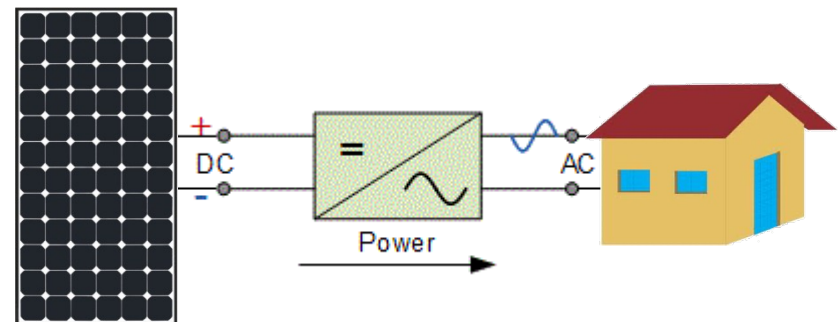 +
DC
-
=
AC
Power